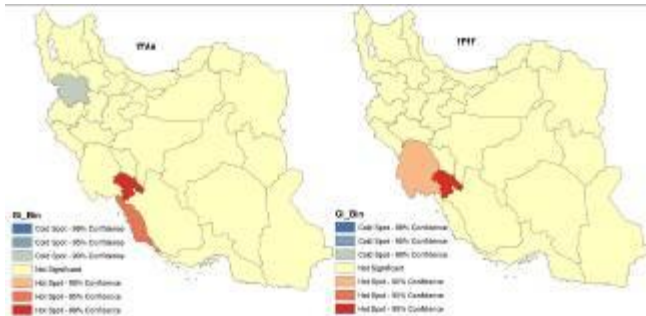 ۱۳۸۵
Gi_Bin
Cold Spot - 99% Confidence
Cold Spot - 95% Confidence
Cold Spot - 90% Confidence
Not Significant
Hot Spot - 90% Confidence
Hot Spot - 95% Confidence
Hot Spot - 99% Confidence
Gi_Bin
Cold Spot - 99% Confidence
Cold Spot - 95% Confidence
Cold Spot - 90% Confidence
Not Significant
Hot Spot - 90% Confidence
Hot Spot - 95% Confidence
Hot Spot - 99% Confidence